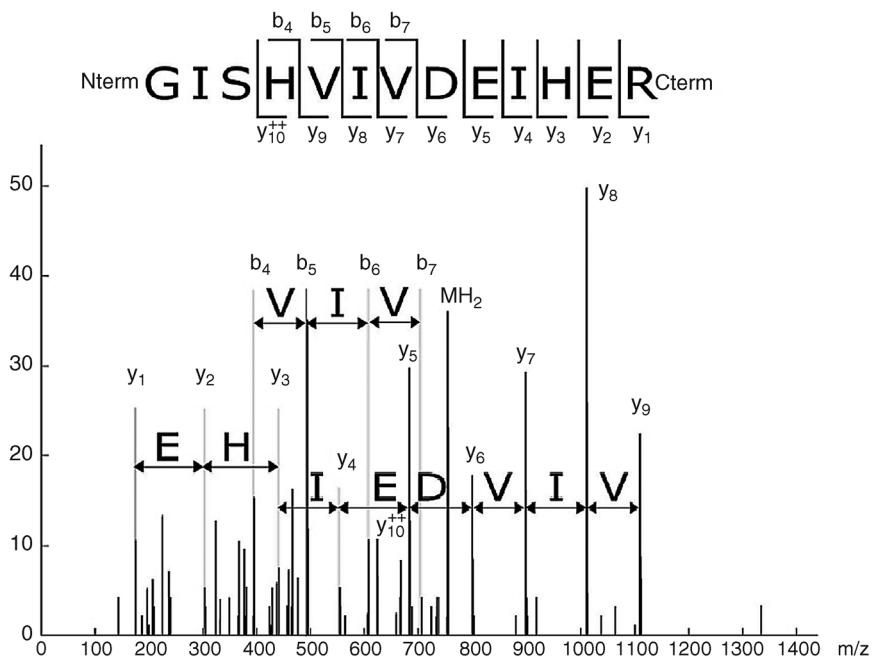 b4 b5 b6 b7
Nterm GISHVIVDEIHER Cterm
y10++ y9 y8 y7 y6 y5 y4 y3 y2 y1
50
y8
40
b4 b5 b6 b7
MH2
V I V
30
y1 y2 y3 y5 y7
y9
20
E H
y4 y6
I E D V I V
y10++
10
0
0 100 200 300 400 500 600 700 800 900 1000 1100 1200 1300 1400 m/z